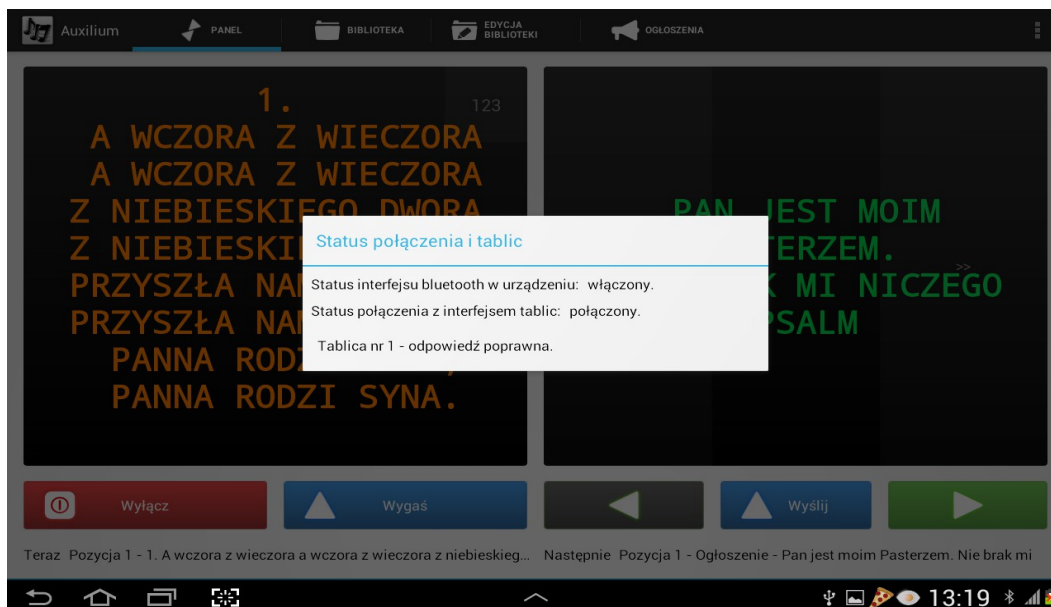 Auxilium
PANEL
BIBLIOTEKA
EDYCJA
BIBLIOTEKI
OGŁOSZENIA
123
1.
A WCZORA Z WIECZORA
A WCZORA Z WIECZORA
Z NIEBIESKIEGO DWORA
Z NIEBIESKI
PRZYSZŁA NA
PRZYSZŁA NA
PANNA RODZ
PANNA RODZI SYNA.
PAN JEST MOIM
ERZEM.
MI NICZEGO
>>
PSALM
Status połączenia i tablic
Status interfejsu bluetooth w urządzeniu: włączony.
Status połączenia z interfejsem tablic: połączony.
Tablica nr 1 - odpowiedź poprawna.
Wyłącz
Wygaś
Wyślij
Teraz Pozycja 1 - 1. A wczora z wieczora a wczora z wieczora z niebieskieg...
Następnie Pozycja 1 - Ogłoszenie - Pan jest moim Pasterzem. Nie brak mi
13:19